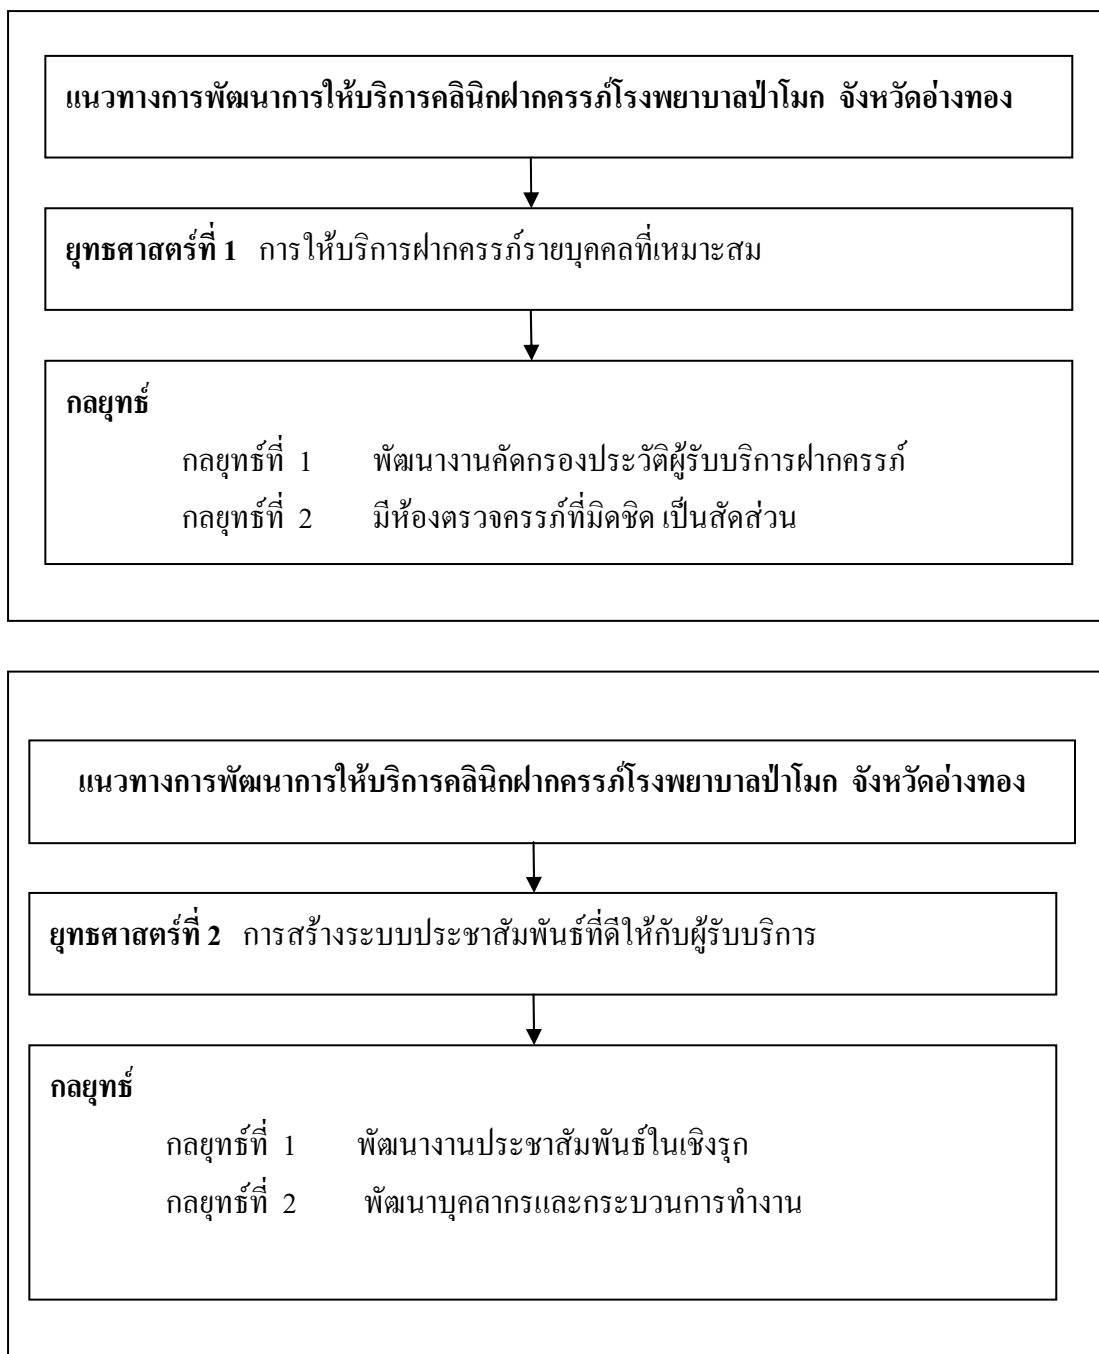 แนวทางการพัฒนาการให้บริการคลินิกฝากครรภ์โรงพยาบาลป่าโมก จังหวัดอ่างทอง
ยุทธศาสตร์ที่ 1 การให้บริการฝากครรภ์รายบุคคลที่เหมาะสม
กลยุทธ์
กลยุทธ์ที่ 1 พัฒนางานคัดกรองประวัติผู้รับบริการฝากครรภ์
กลยุทธ์ที่ 2 มีห้องตรวจครรภ์ที่มิดชิด เป็นสัดส่วน
แนวทางการพัฒนาการให้บริการคลินิกฝากครรภ์โรงพยาบาลป่าโมก จังหวัดอ่างทอง
ยุทธศาสตร์ที่ 2 การสร้างระบบประชาสัมพันธ์ที่ดีให้กับผู้รับบริการ
กลยุทธ์
กลยุทธ์ที่ 1 พัฒนางานประชาสัมพันธ์ในเชิงรุก
กลยุทธ์ที่ 2 พัฒนาบุคลากรและกระบวนการทำงาน